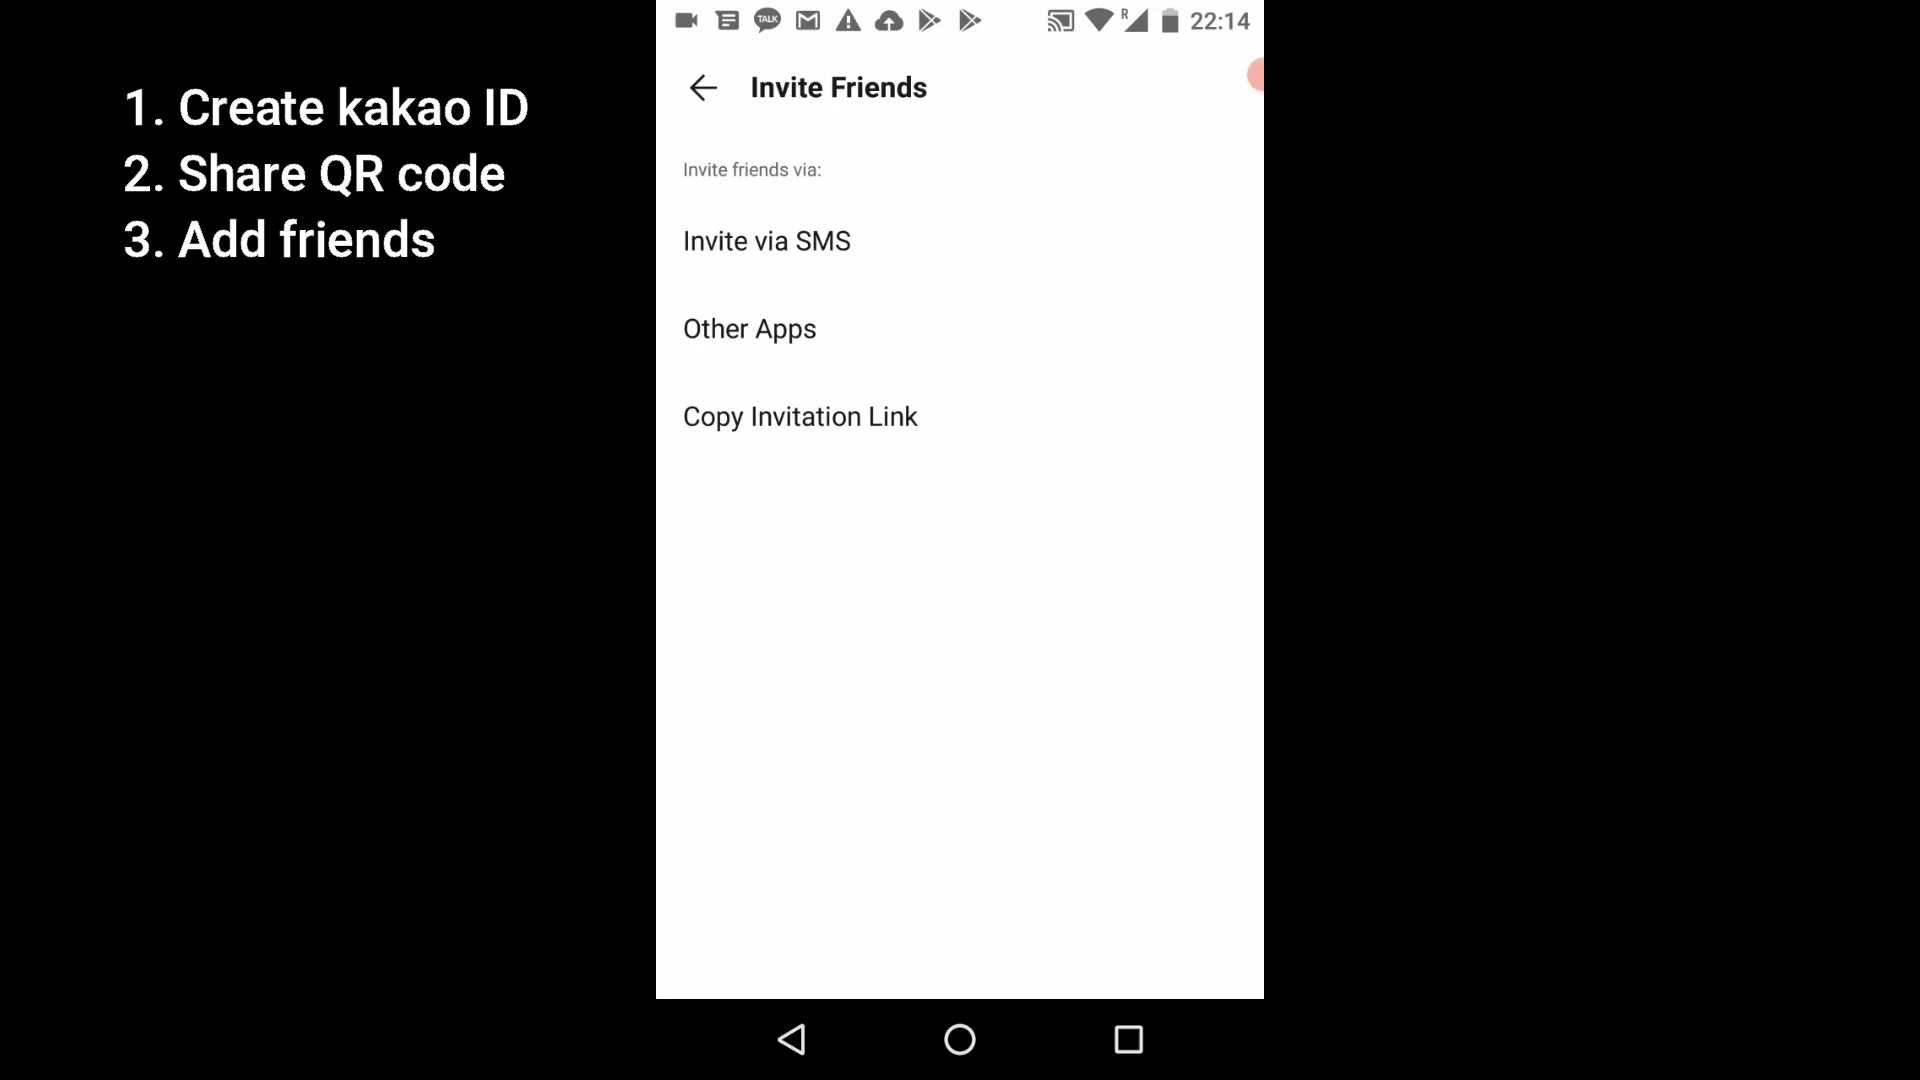 1. Create kakao ID
2. Share QR code
3. Add friends
TALK
R
22:14
Invite Friends
Invite friends via:
Invite via SMS
Other Apps
Copy Invitation Link